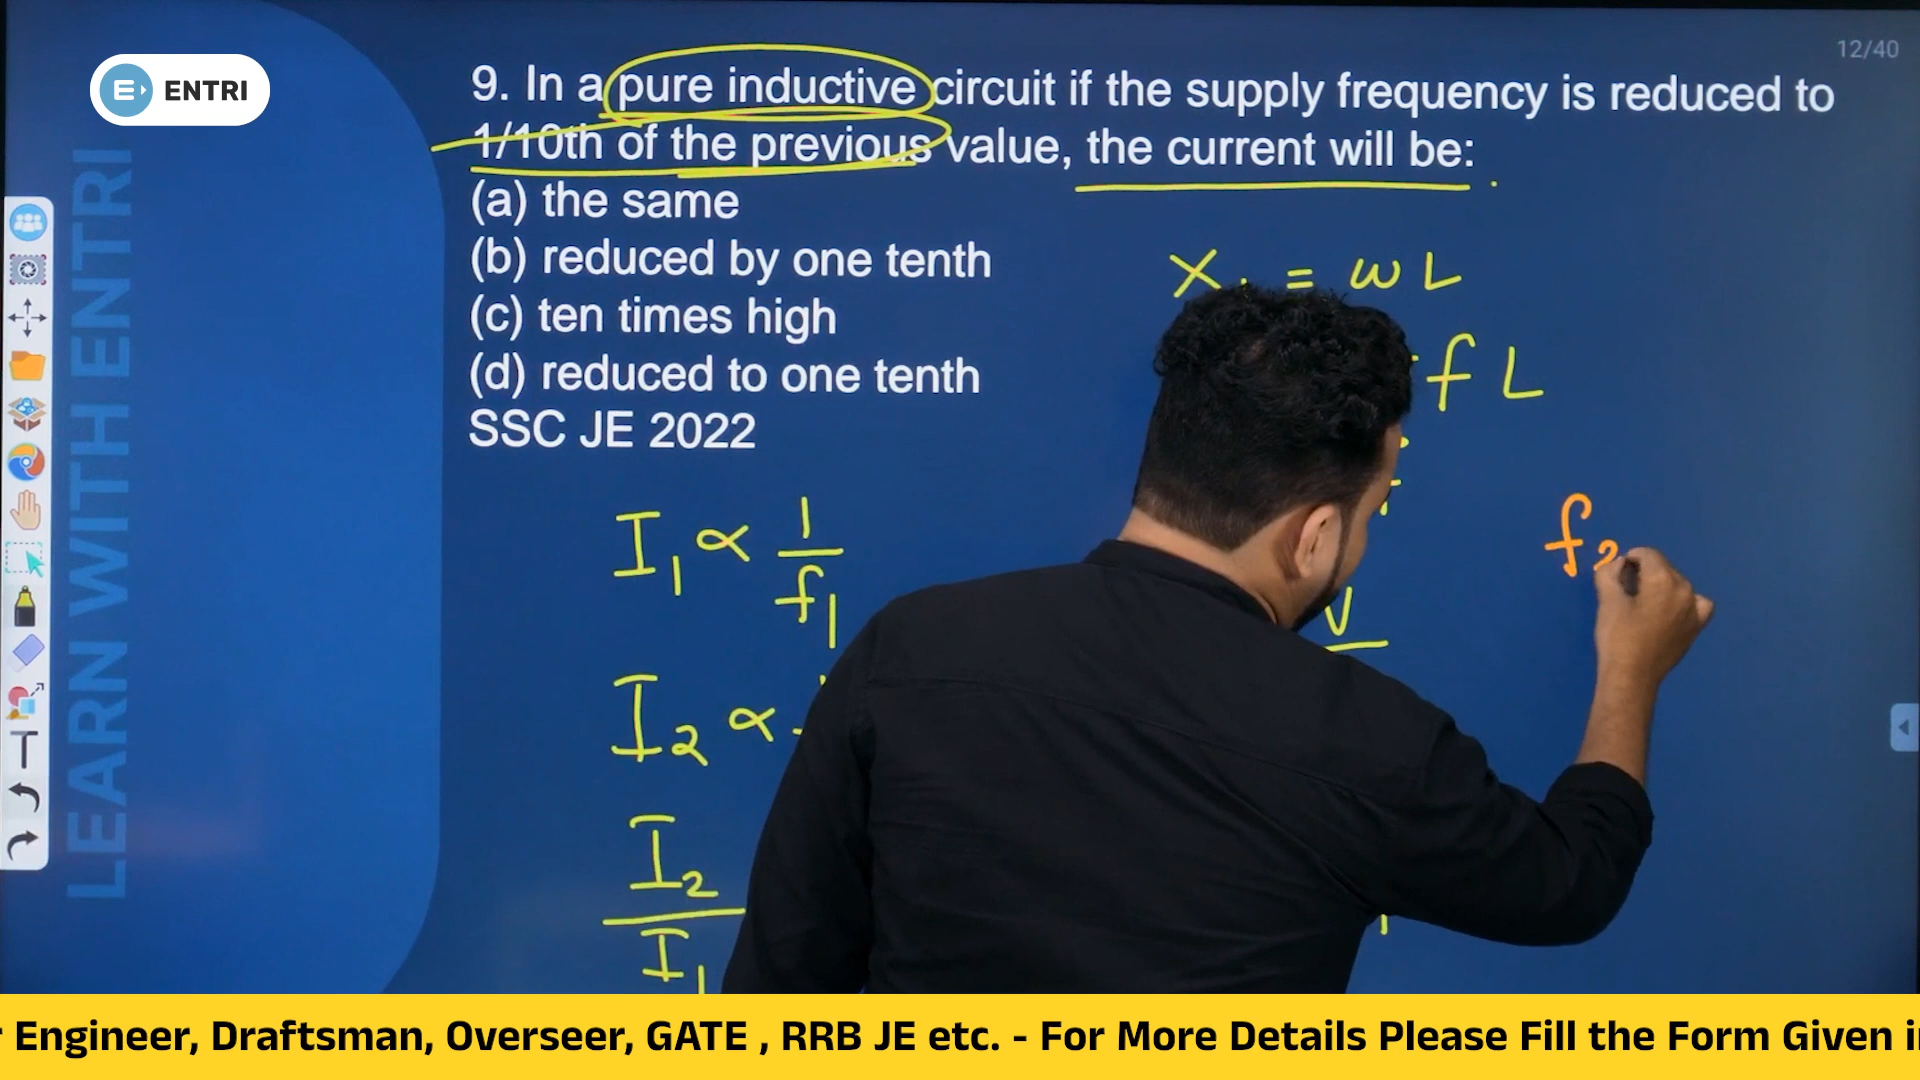 12/40
ENTRI
9. In a pure inductive circuit if the supply frequency is reduced to
1/10th of the previous value, the current will be:
(a) the same
(b) reduced by one tenth
(c) ten times high
(d) reduced to one tenth
SSC JE 2022
X = ωL
f L
I₁ ∝ 1/f₁
f₂
V
I₂ ∝
I₂/I₁
LEARN WITH ENTRI
T
Engineer, Draftsman, Overseer, GATE , RRB JE etc. - For More Details Please Fill the Form Given